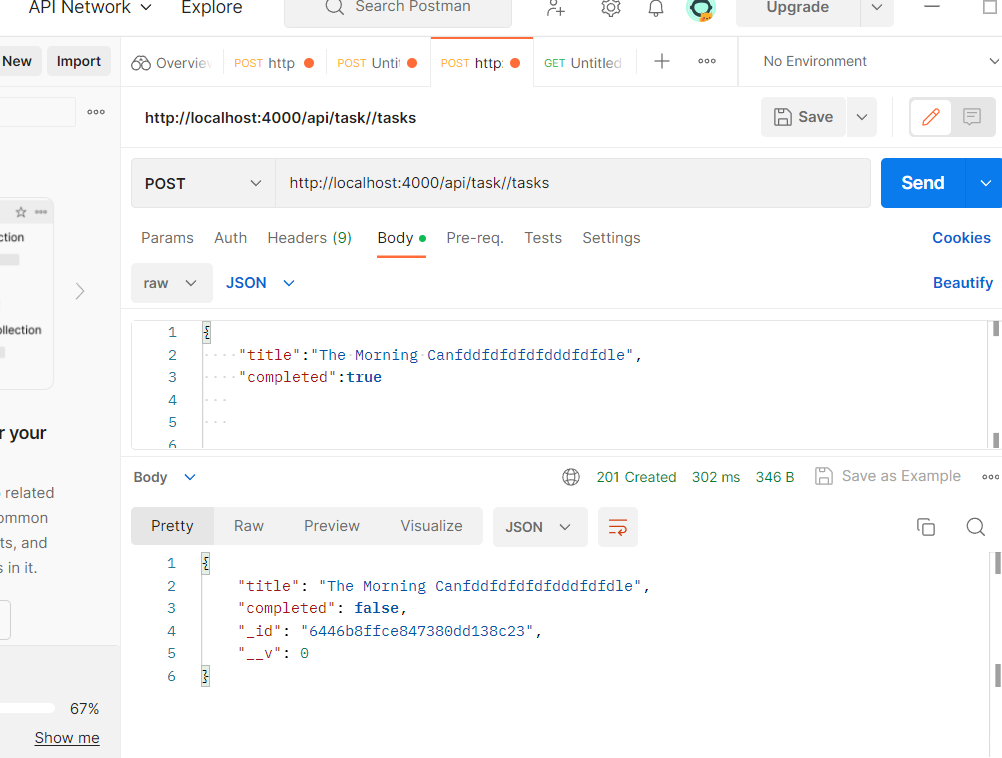 API Network Explore Search Postman Upgrade
New Import Overview POST http POST Unti POST http: GET Untitled No Environment
http://localhost:4000/api/task//tasks Save
POST http://localhost:4000/api/task//tasks Send
Params Auth Headers (9) Body Pre-req. Tests Settings Cookies
raw JSON Beautify
ction
ollection
1 {
2 "title":"The Morning Canfddfdfdfdfdddfdfdle",
3 "completed":true
4
5
6
r your
related
ommon
ts, and
s in it.
Body 201 Created 302 ms 346 B Save as Example
Pretty Raw Preview Visualize JSON
1 {
2 "title": "The Morning Canfddfdfdfdfdddfdfdle",
3 "completed": false,
4 "_id": "6446b8ffce847380dd138c23",
5 "__v": 0
6 }
67%
Show me